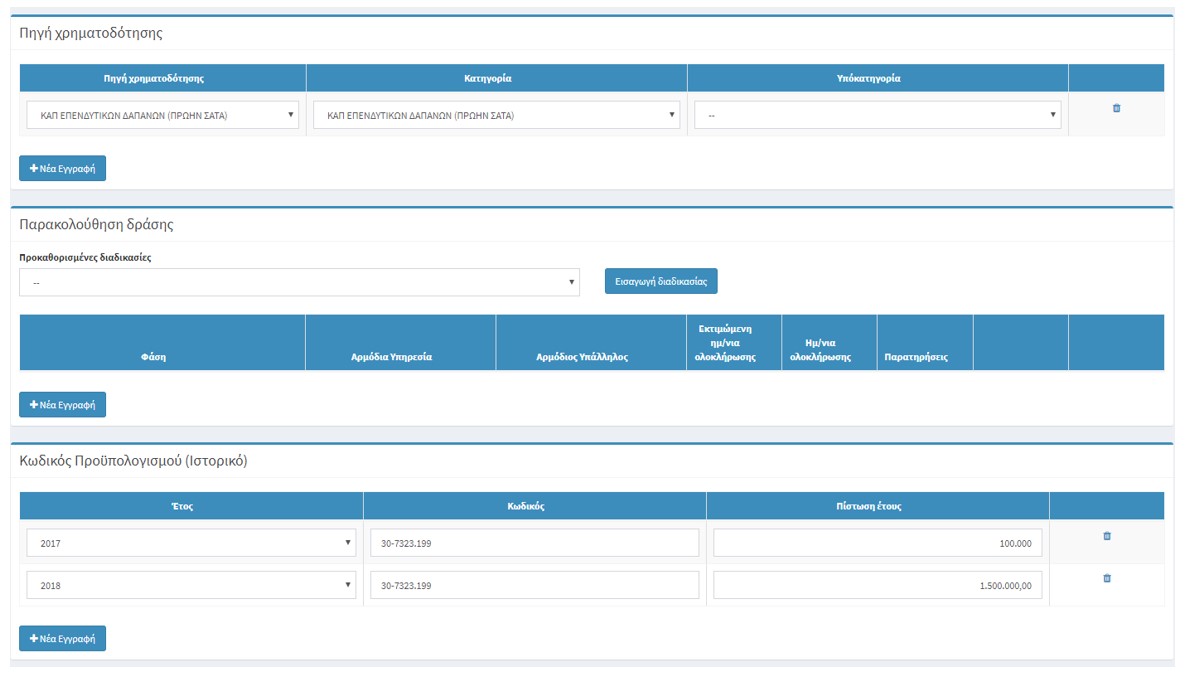 Πηγή χρηματοδότησης
Πηγή χρηματοδότησης Κατηγορία Υπόκατηγορία
ΚΑΠ ΕΠΕΝΔΥΤΙΚΩΝ ΔΑΠΑΝΩΝ (ΠΡΩΗΝ ΣΑΤΑ) ΚΑΠ ΕΠΕΝΔΥΤΙΚΩΝ ΔΑΠΑΝΩΝ (ΠΡΩΗΝ ΣΑΤΑ) --
+ Νέα Εγγραφή
Παρακολούθηση δράσης
Προκαθορισμένες διαδικασίες
-- Εισαγωγή διαδικασίας
Εκτιμώμενη
ημ/νια Ημ/νια
Φάση Αρμόδια Υπηρεσία Αρμόδιος Υπάλληλος ολοκλήρωσης ολοκλήρωσης Παρατηρήσεις
+ Νέα Εγγραφή
Κωδικός Προϋπολογισμού (Ιστορικό)
Έτος Κωδικός Πίστωση έτους
2017 30-7323.199 100.000
2018 30-7323.199 1.500.000,00
+ Νέα Εγγραφή